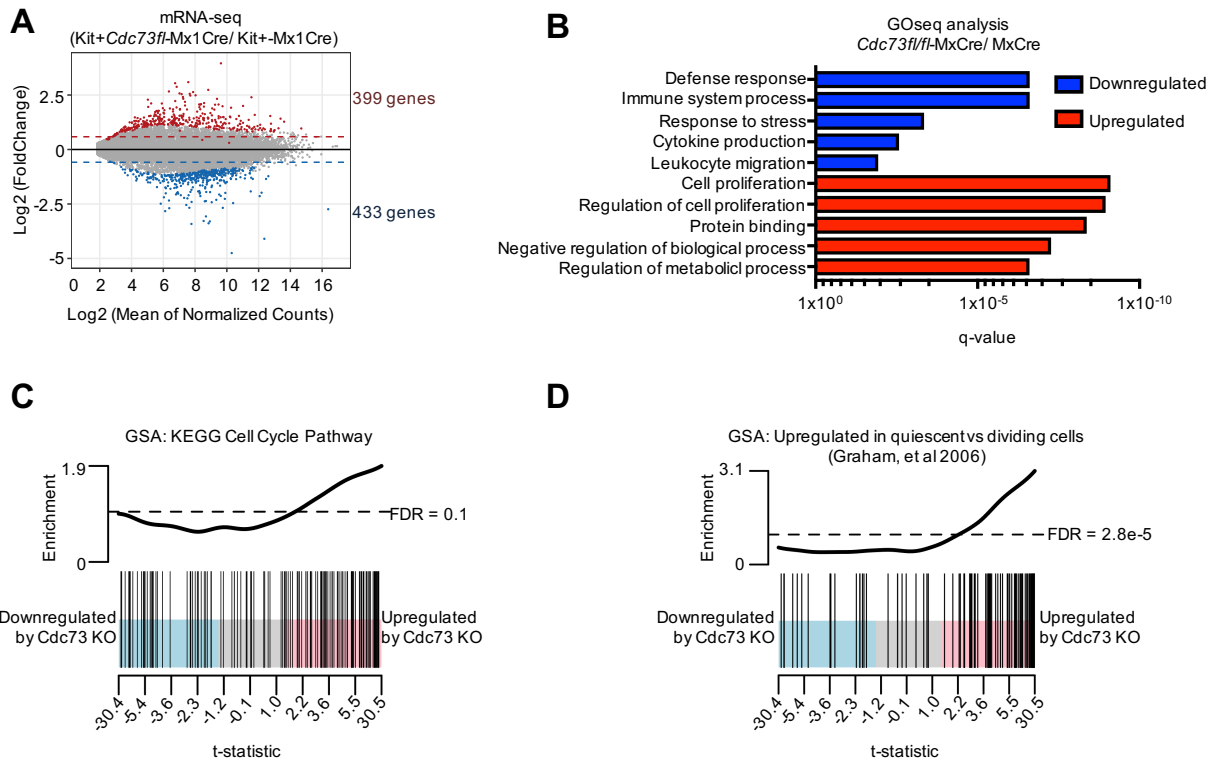 A
mRNA-seq
(Kit+Cdc73fl-Mx1Cre/ Kit+-Mx1Cre)
2.5
0
-2.5
-5
Log2 (FoldChange)
399 genes
433 genes
0 2 4 6 8 10 12 14 16
Log2 (Mean of Normalized Counts)
B
GOseq analysis
Cdc73fl/fl-MxCre/ MxCre
Defense response
Immune system process
Response to stress
Cytokine production
Leukocyte migration
Cell proliferation
Regulation of cell proliferation
Protein binding
Negative regulation of biological process
Regulation of metabolicl process
Downregulated
Upregulated
1x10⁰ 1x10⁻⁵ 1x10⁻¹⁰
q-value
C
GSA: KEGG Cell Cycle Pathway
1.9
0
Enrichment
FDR = 0.1
Downregulated
by Cdc73 KO
Upregulated
by Cdc73 KO
-30.4 -5.4 -3.6 -2.3 -1.2 -0.1 1.0 2.2 3.6 5.5 30.5
t-statistic
D
GSA: Upregulated in quiescent vs dividing cells
(Graham, et al 2006)
3.1
0
Enrichment
FDR = 2.8e-5
Downregulated
by Cdc73 KO
Upregulated
by Cdc73 KO
-30.4 -5.4 -3.6 -2.3 -1.2 -0.1 1.0 2.2 3.6 5.5 30.5
t-statistic